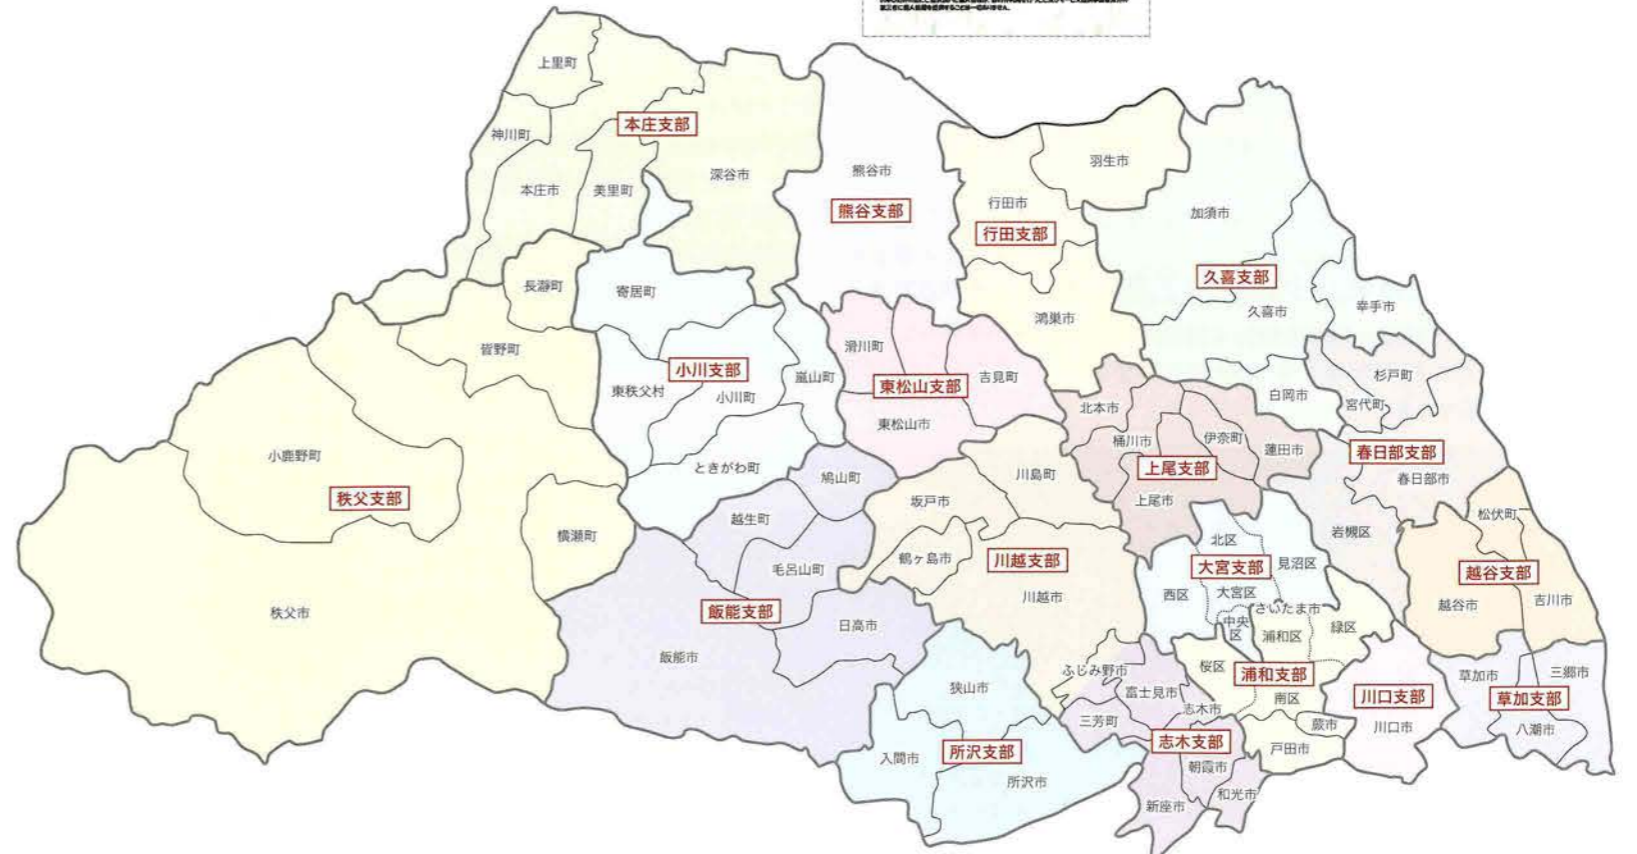 上里町
神川町
本庄支部
本庄市
美里町
深谷市
熊谷市
熊谷支部
羽生市
行田市
行田支部
加須市
久喜支部
久喜市
幸手市
長瀞町
寄居町
鴻巣市
皆野町
小川支部
東秩父村
小川町
嵐山町
滑川町
東松山支部
吉見町
東松山市
北本市
桶川市
伊奈町
蓮田市
上尾支部
上尾市
白岡市
杉戸町
宮代町
春日部支部
春日部市
岩槻区
小鹿野町
秩父支部
ときがわ町
鳩山町
川島町
坂戸市
越生町
横瀬町
毛呂山町
鶴ヶ島市
川越支部
川越市
北区
大宮支部
見沼区
西区
大宮区
さいたま市
中央区
浦和区
緑区
松伏町
越谷支部
越谷市
吉川市
秩父市
飯能支部
日高市
飯能市
ふじみ野市
富士見市
桜区
浦和支部
南区
志木市
三芳町
志木支部
川口支部
川口市
蕨市
戸田市
草加市
三郷市
草加支部
八潮市
狭山市
入間市
所沢支部
所沢市
朝霞市
和光市
新座市